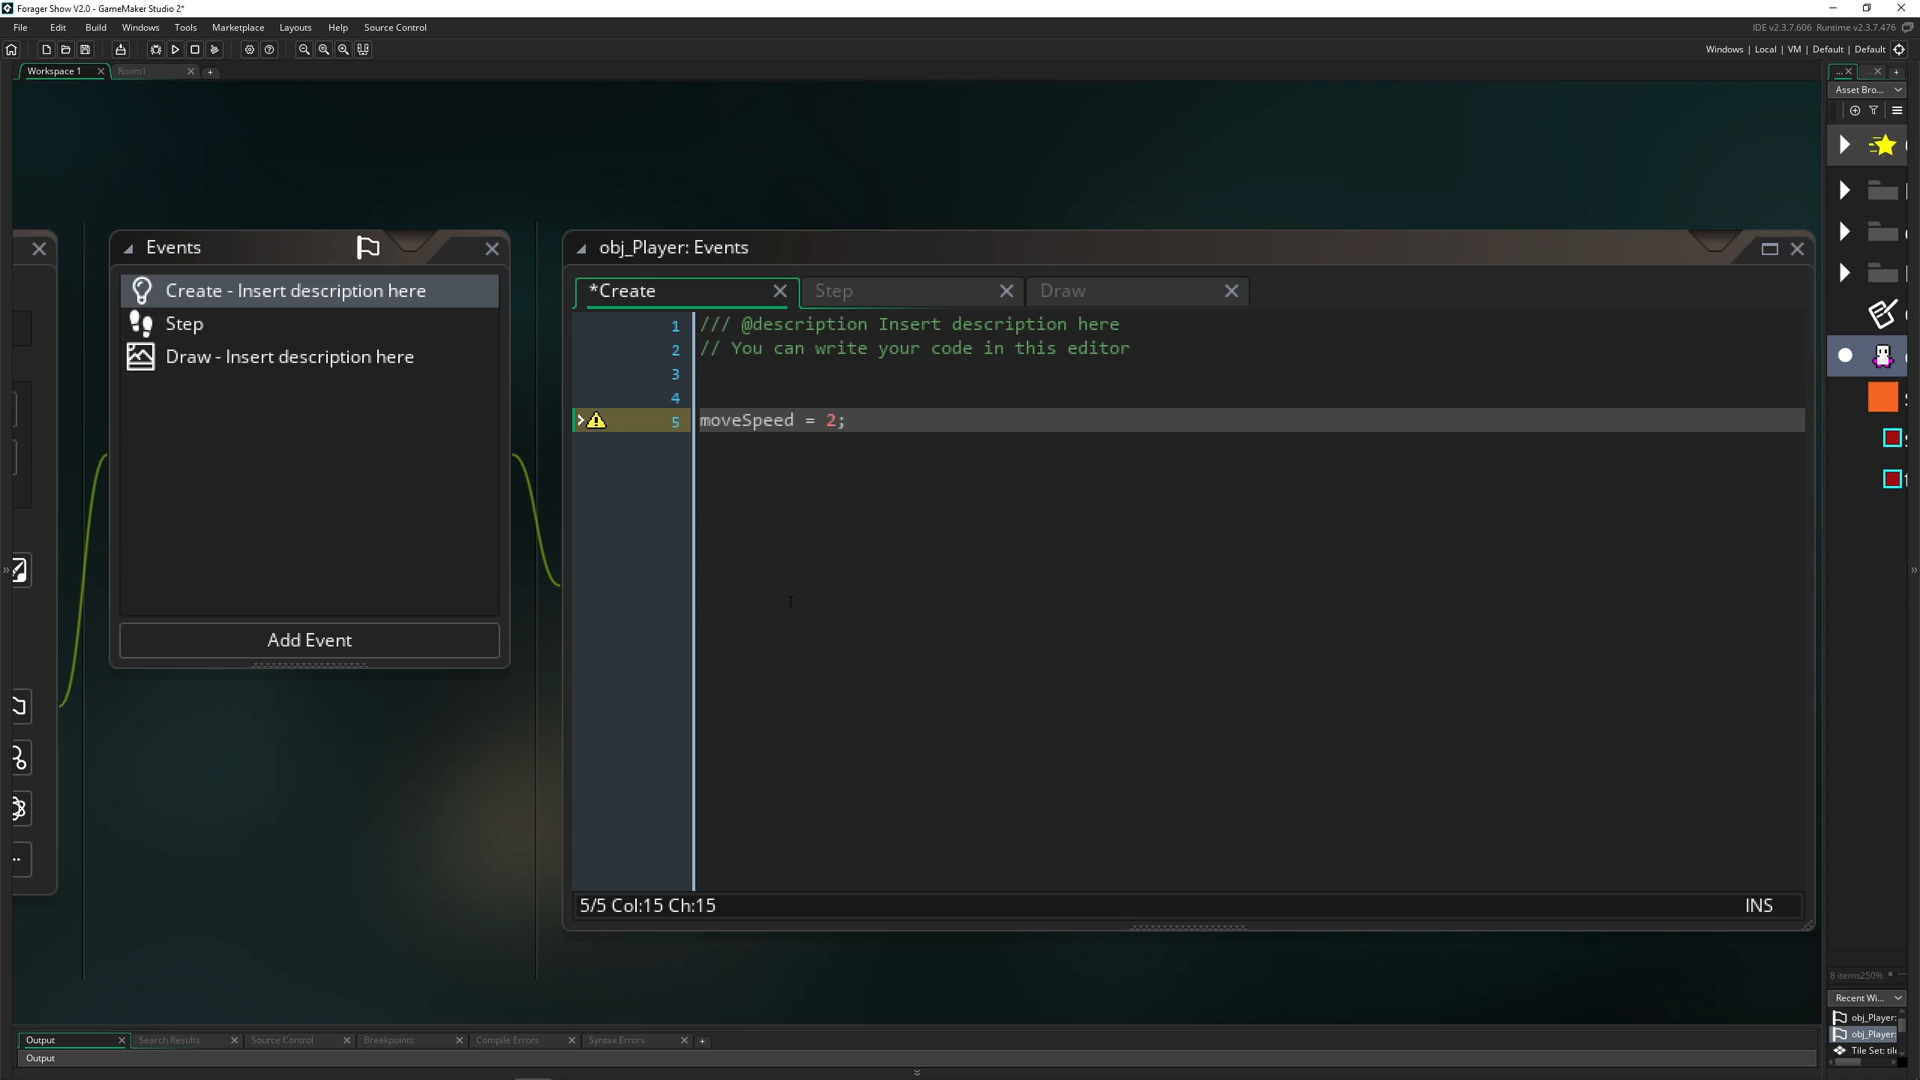 Forager Show V2.0 - GameMaker Studio 2*
File Edit Build Windows Tools Marketplace Layouts Help Source Control
IDE v2.3.7.606 Runtime v2.3.7.476
Windows | Local | VM | Default | Default
Workspace 1 Room1
Asset Bro...
Events
Create - Insert description here
Step
Draw - Insert description here
Add Event
obj_Player: Events
*Create Step Draw
1 /// @description Insert description here
2 // You can write your code in this editor
3
4
5 moveSpeed = 2;
5/5 Col:15 Ch:15 INS
8 items 250%
Recent Wi...
obj_Player:
obj_Player:
Tile Set: tile
Output Search Results Source Control Breakpoints Compile Errors Syntax Errors
Output